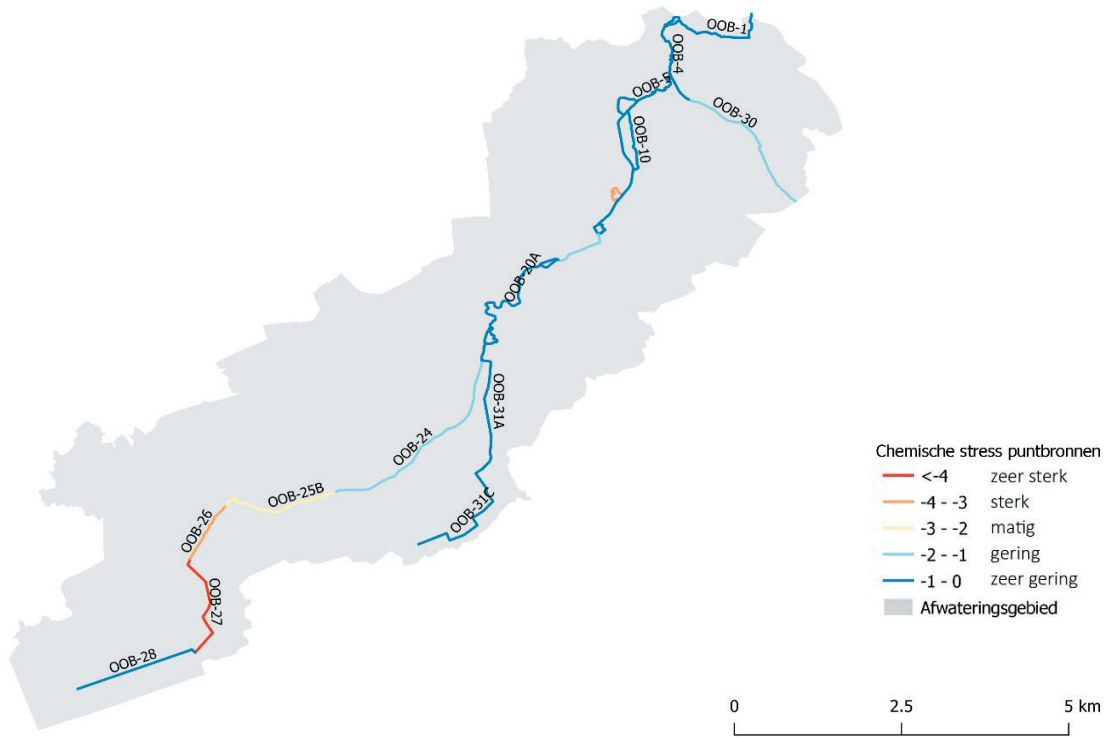 OOB-1
OOB-4
OOB-5
OOB-30
OOB-10
OOB-20A
OOB-31A
OOB-24
OOB-25B
OOB-31C
OOB-26
OOB-27
OOB-28
Chemische stress puntbronnen
<-4 zeer sterk
-4 - -3 sterk
-3 - -2 matig
-2 - -1 gering
-1 - 0 zeer gering
Afwateringsgebied
0 2.5 5 km